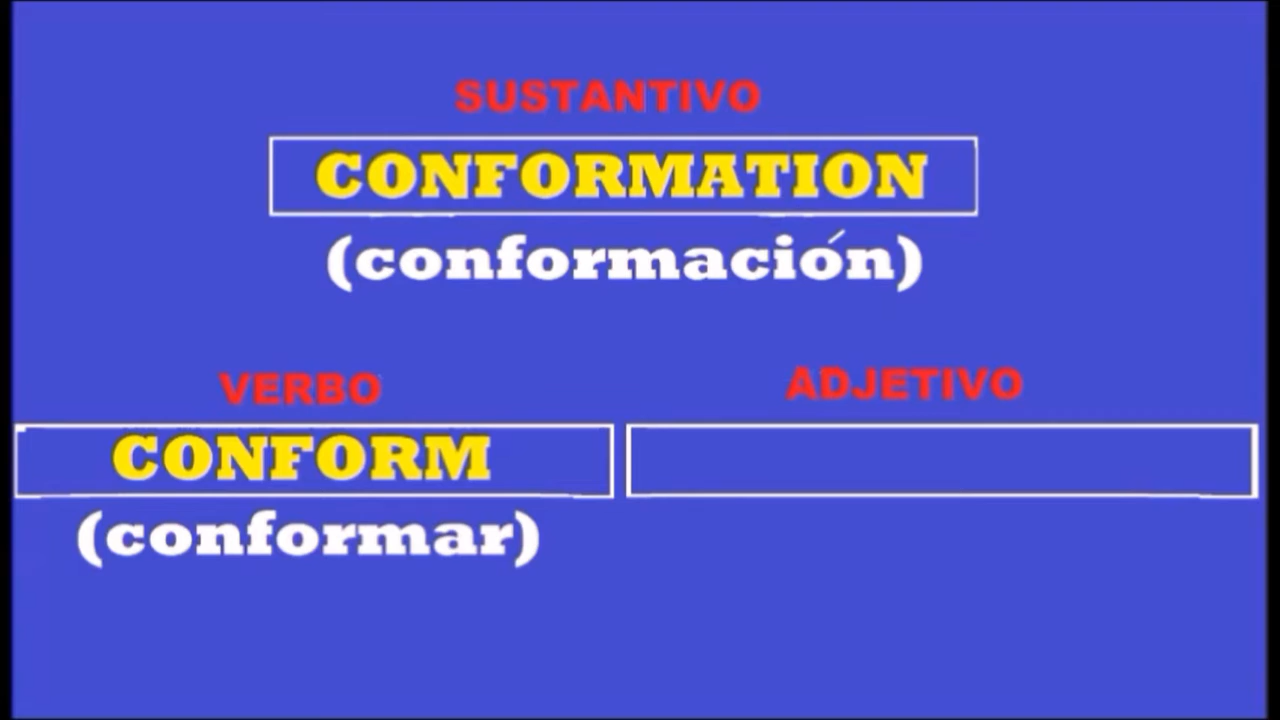 SUSTANTIVO
CONFORMATION
(conformación)
VERBO
CONFORM
(conformar)
ADJETIVO